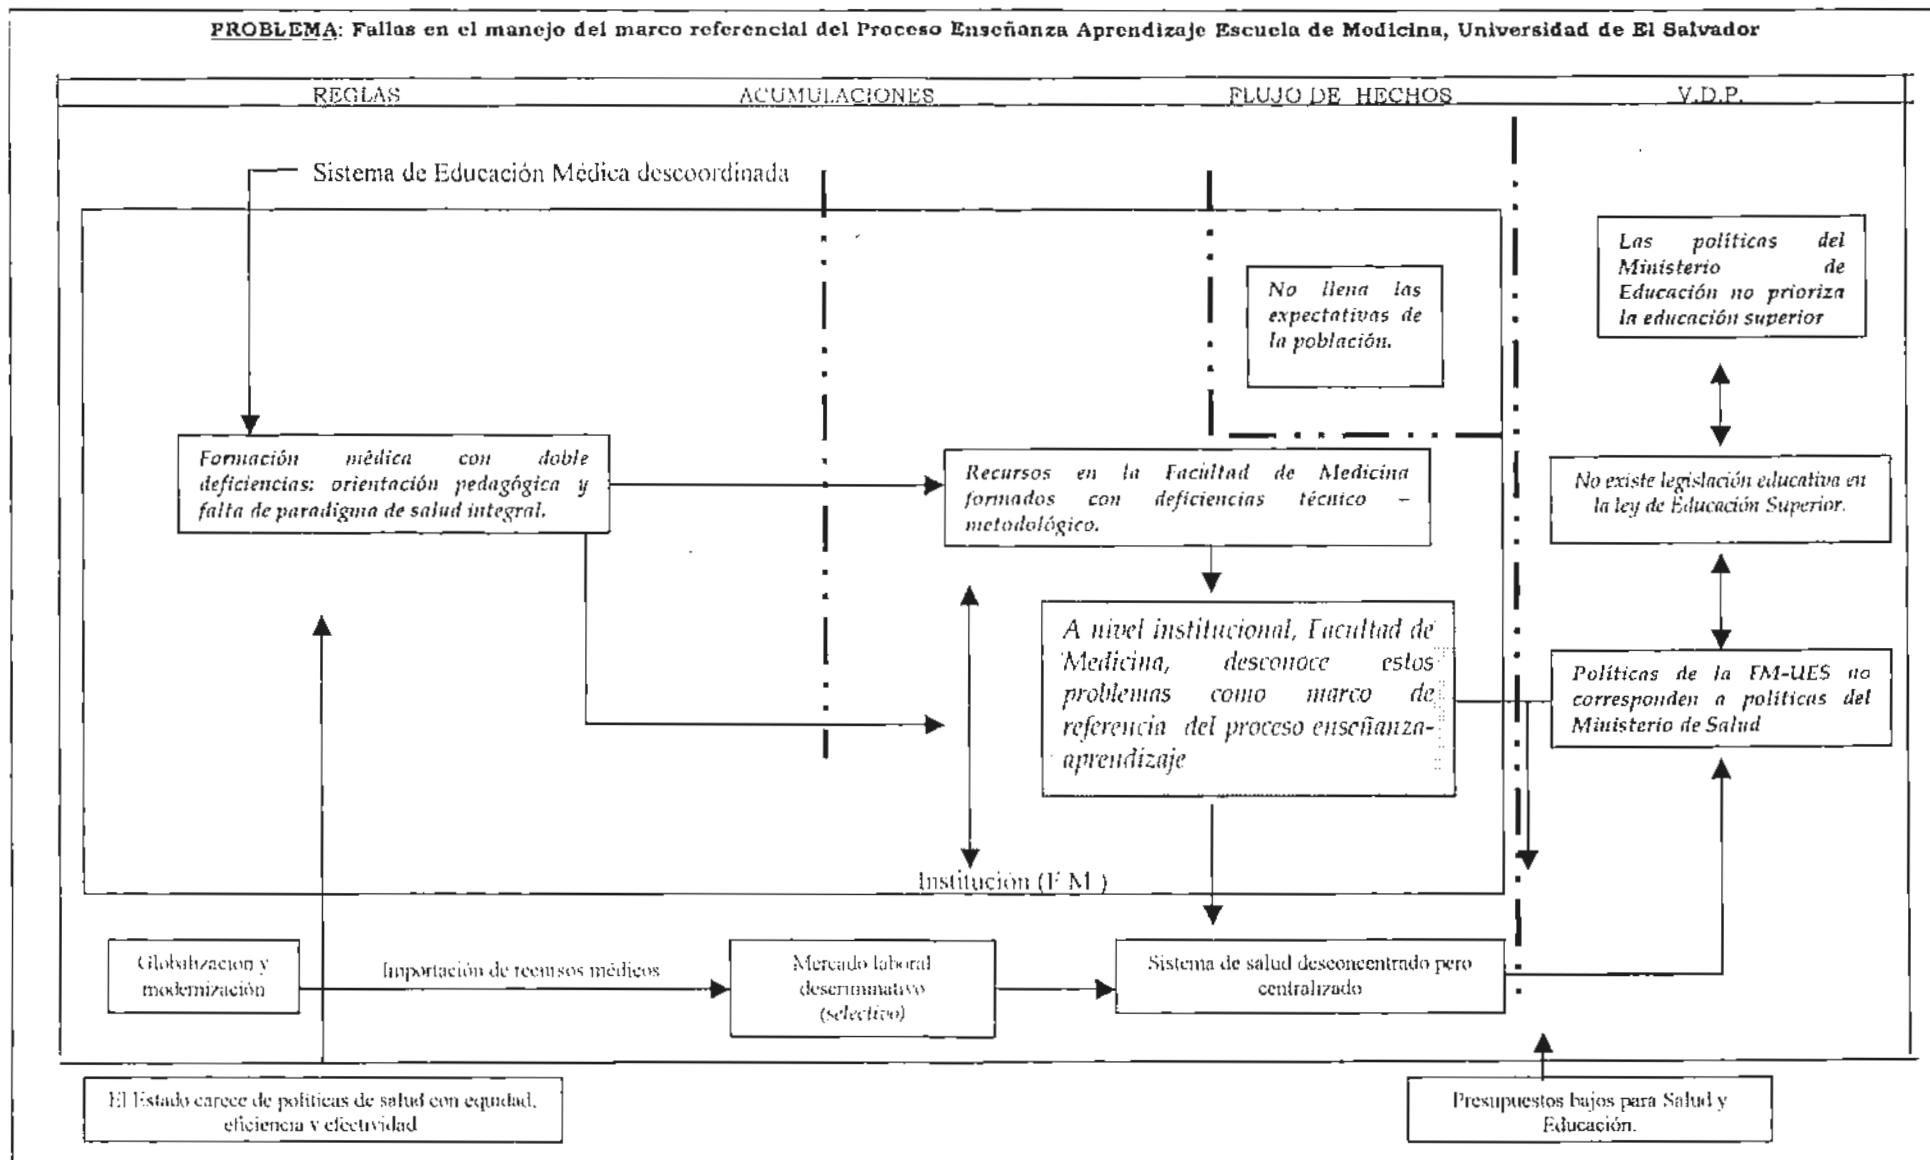 PROBLEMA: Fallas en el manejo del marco referencial del Proceso Enseñanza Aprendizaje Escuela de Medicina, Universidad de El Salvador
REGLAS ACUMULACIONES FLUJO DE HECHOS V.D.P.
Sistema de Educación Médica descoordinada
Las políticas del
Ministerio de
Educación no prioriza
la educación superior
No llena las
expectativas de
la población.
Formación médica con doble
deficiencias: orientación pedagógica y
falta de paradigma de salud integral.
Recursos en la Facultad de Medicina
formados con deficiencias técnico –
metodológico.
No existe legislación educativa en
la ley de Educación Superior.
A nivel institucional, Facultad de
Medicina, desconoce estos
problemas como marco de
referencia del proceso enseñanza-
aprendizaje
Políticas de la FM-UES no
corresponden a políticas del
Ministerio de Salud
Institución (F M )
Globalización y
modernización
Importación de recursos médicos
Mercado laboral
descriminativo
(selectivo)
Sistema de salud desconcentrado pero
centralizado
El Estado carece de políticas de salud con equidad,
eficiencia y efectividad
Presupuestos bajos para Salud y
Educación.